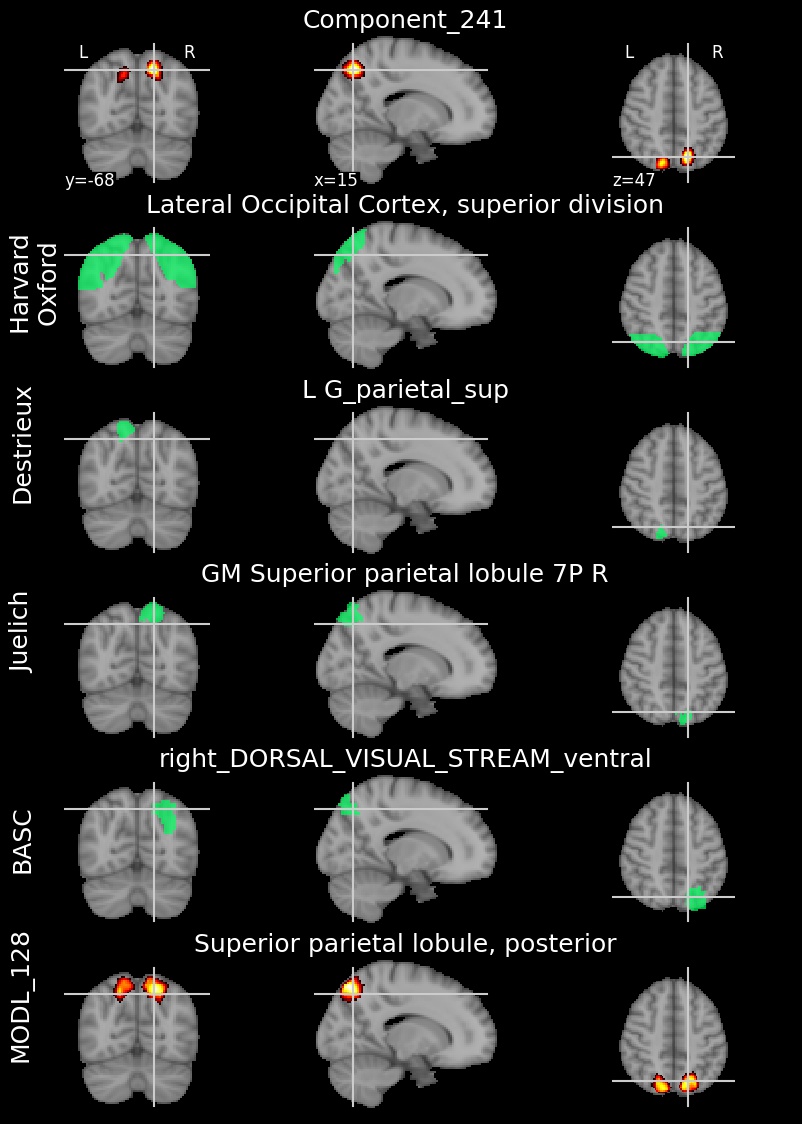 Component_241
L R L R
y=-68 x=15 z=47
Lateral Occipital Cortex, superior division
Harvard
Oxford
L G_parietal_sup
Destrieux
GM Superior parietal lobule 7P R
Juelich
right_DORSAL_VISUAL_STREAM_ventral
BASC
Superior parietal lobule, posterior
MODL_128